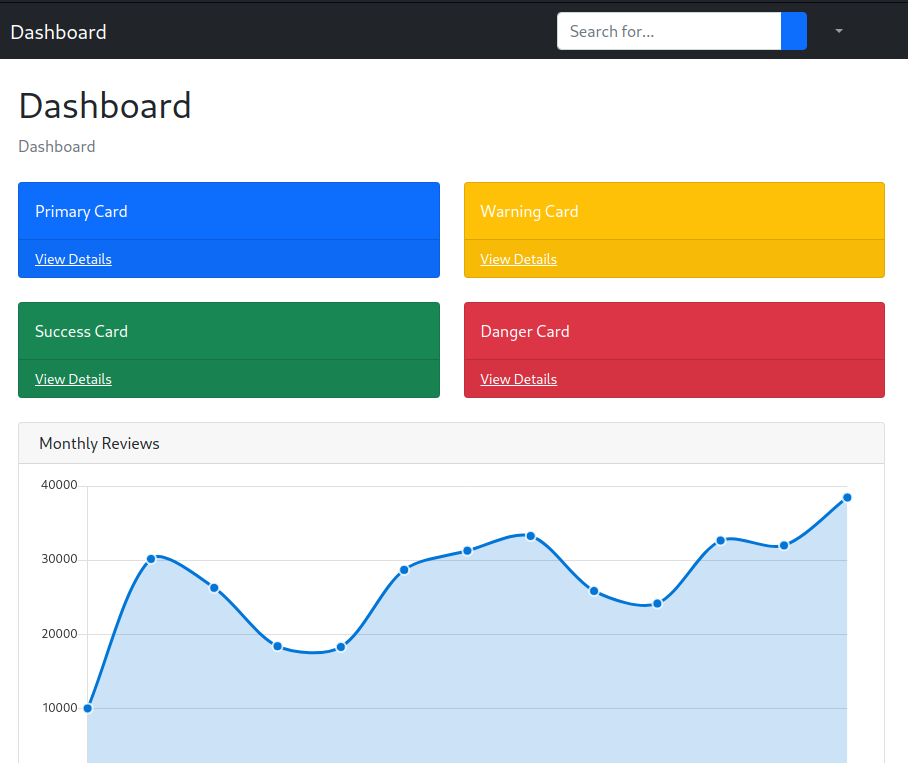 Dashboard
Search for...
Dashboard
Dashboard
Primary Card
Warning Card
View Details
View Details
Success Card
Danger Card
View Details
View Details
Monthly Reviews
40000
30000
20000
10000